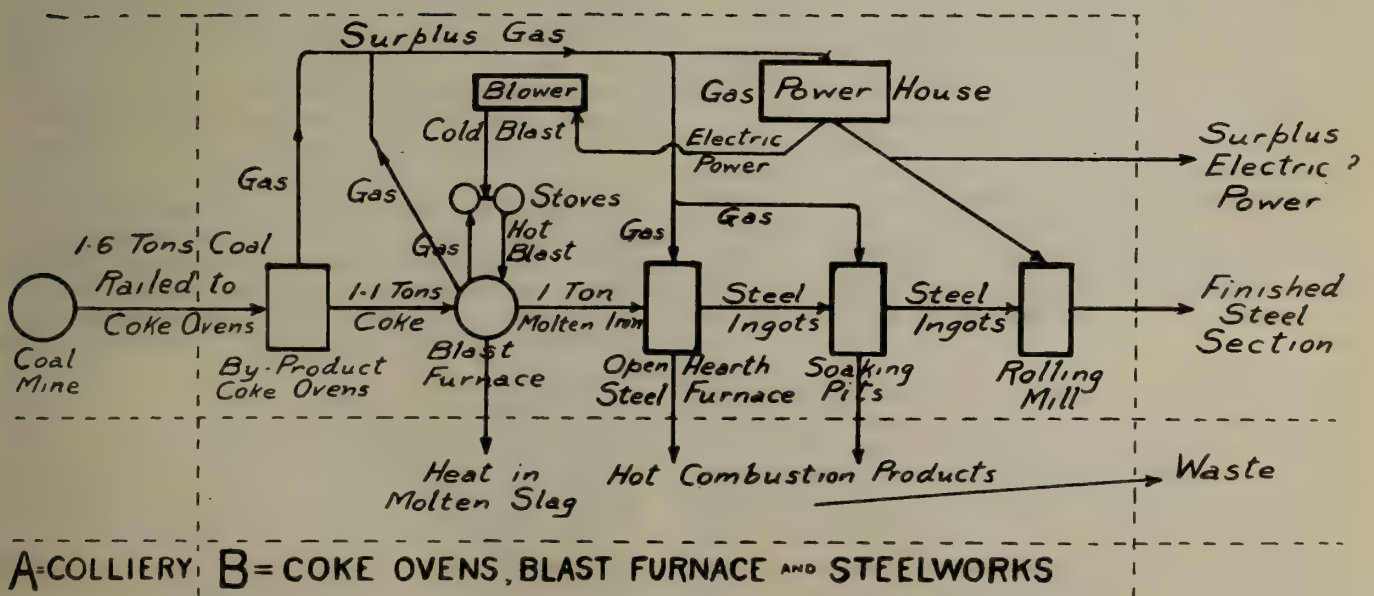 Surplus Gas
Blower
Gas Power House
Cold Blast
Electric
Power
Surplus
Electric ?
Power
Gas
Gas
Stoves
Gas
Hot
Blast
Gas
Gas
1.6 Tons Coal
Railed to
Coke Ovens
1.1 Tons
Coke
1 Ton
Molten Iron
Steel
Ingots
Steel
Ingots
Finished
Steel
Section
Coal
Mine
By-Product
Coke Ovens
Blast
Furnace
Open Hearth
Steel Furnace
Soaking
Pits
Rolling
Mill
Heat in
Molten Slag
Hot Combustion Products
Waste
A=COLLIERY
B= COKE OVENS, BLAST FURNACE AND STEELWORKS